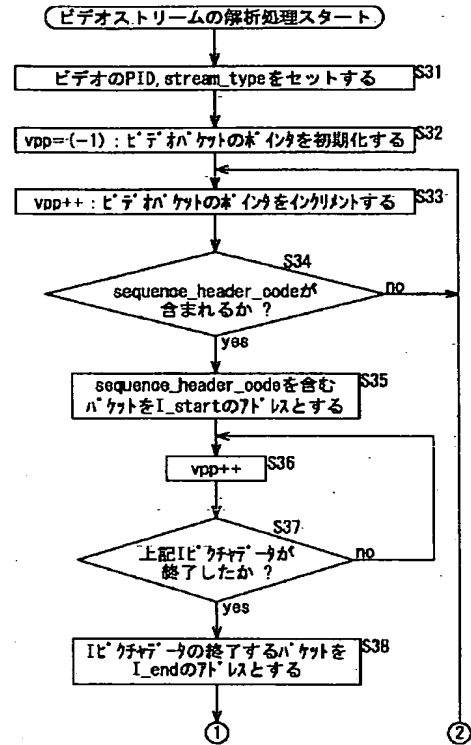 ビデオストリームの解析処理スタート
ビデオのPID, stream_typeをセットする
S31
vpp=(-1) : ビデオパケットのポインタを初期化する
S32
vpp++ : ビデオパケットのポインタをインクリメントする
S33
S34
sequence_header_codeが
含まれるか ?
no
yes
sequence_header_codeを含む
パケットをI_startのアドレスとする
S35
vpp++
S36
S37
上記Iピクチャデータが
終了したか ?
no
yes
Iピクチャデータの終了するパケットを
I_endのアドレスとする
S38
①
②